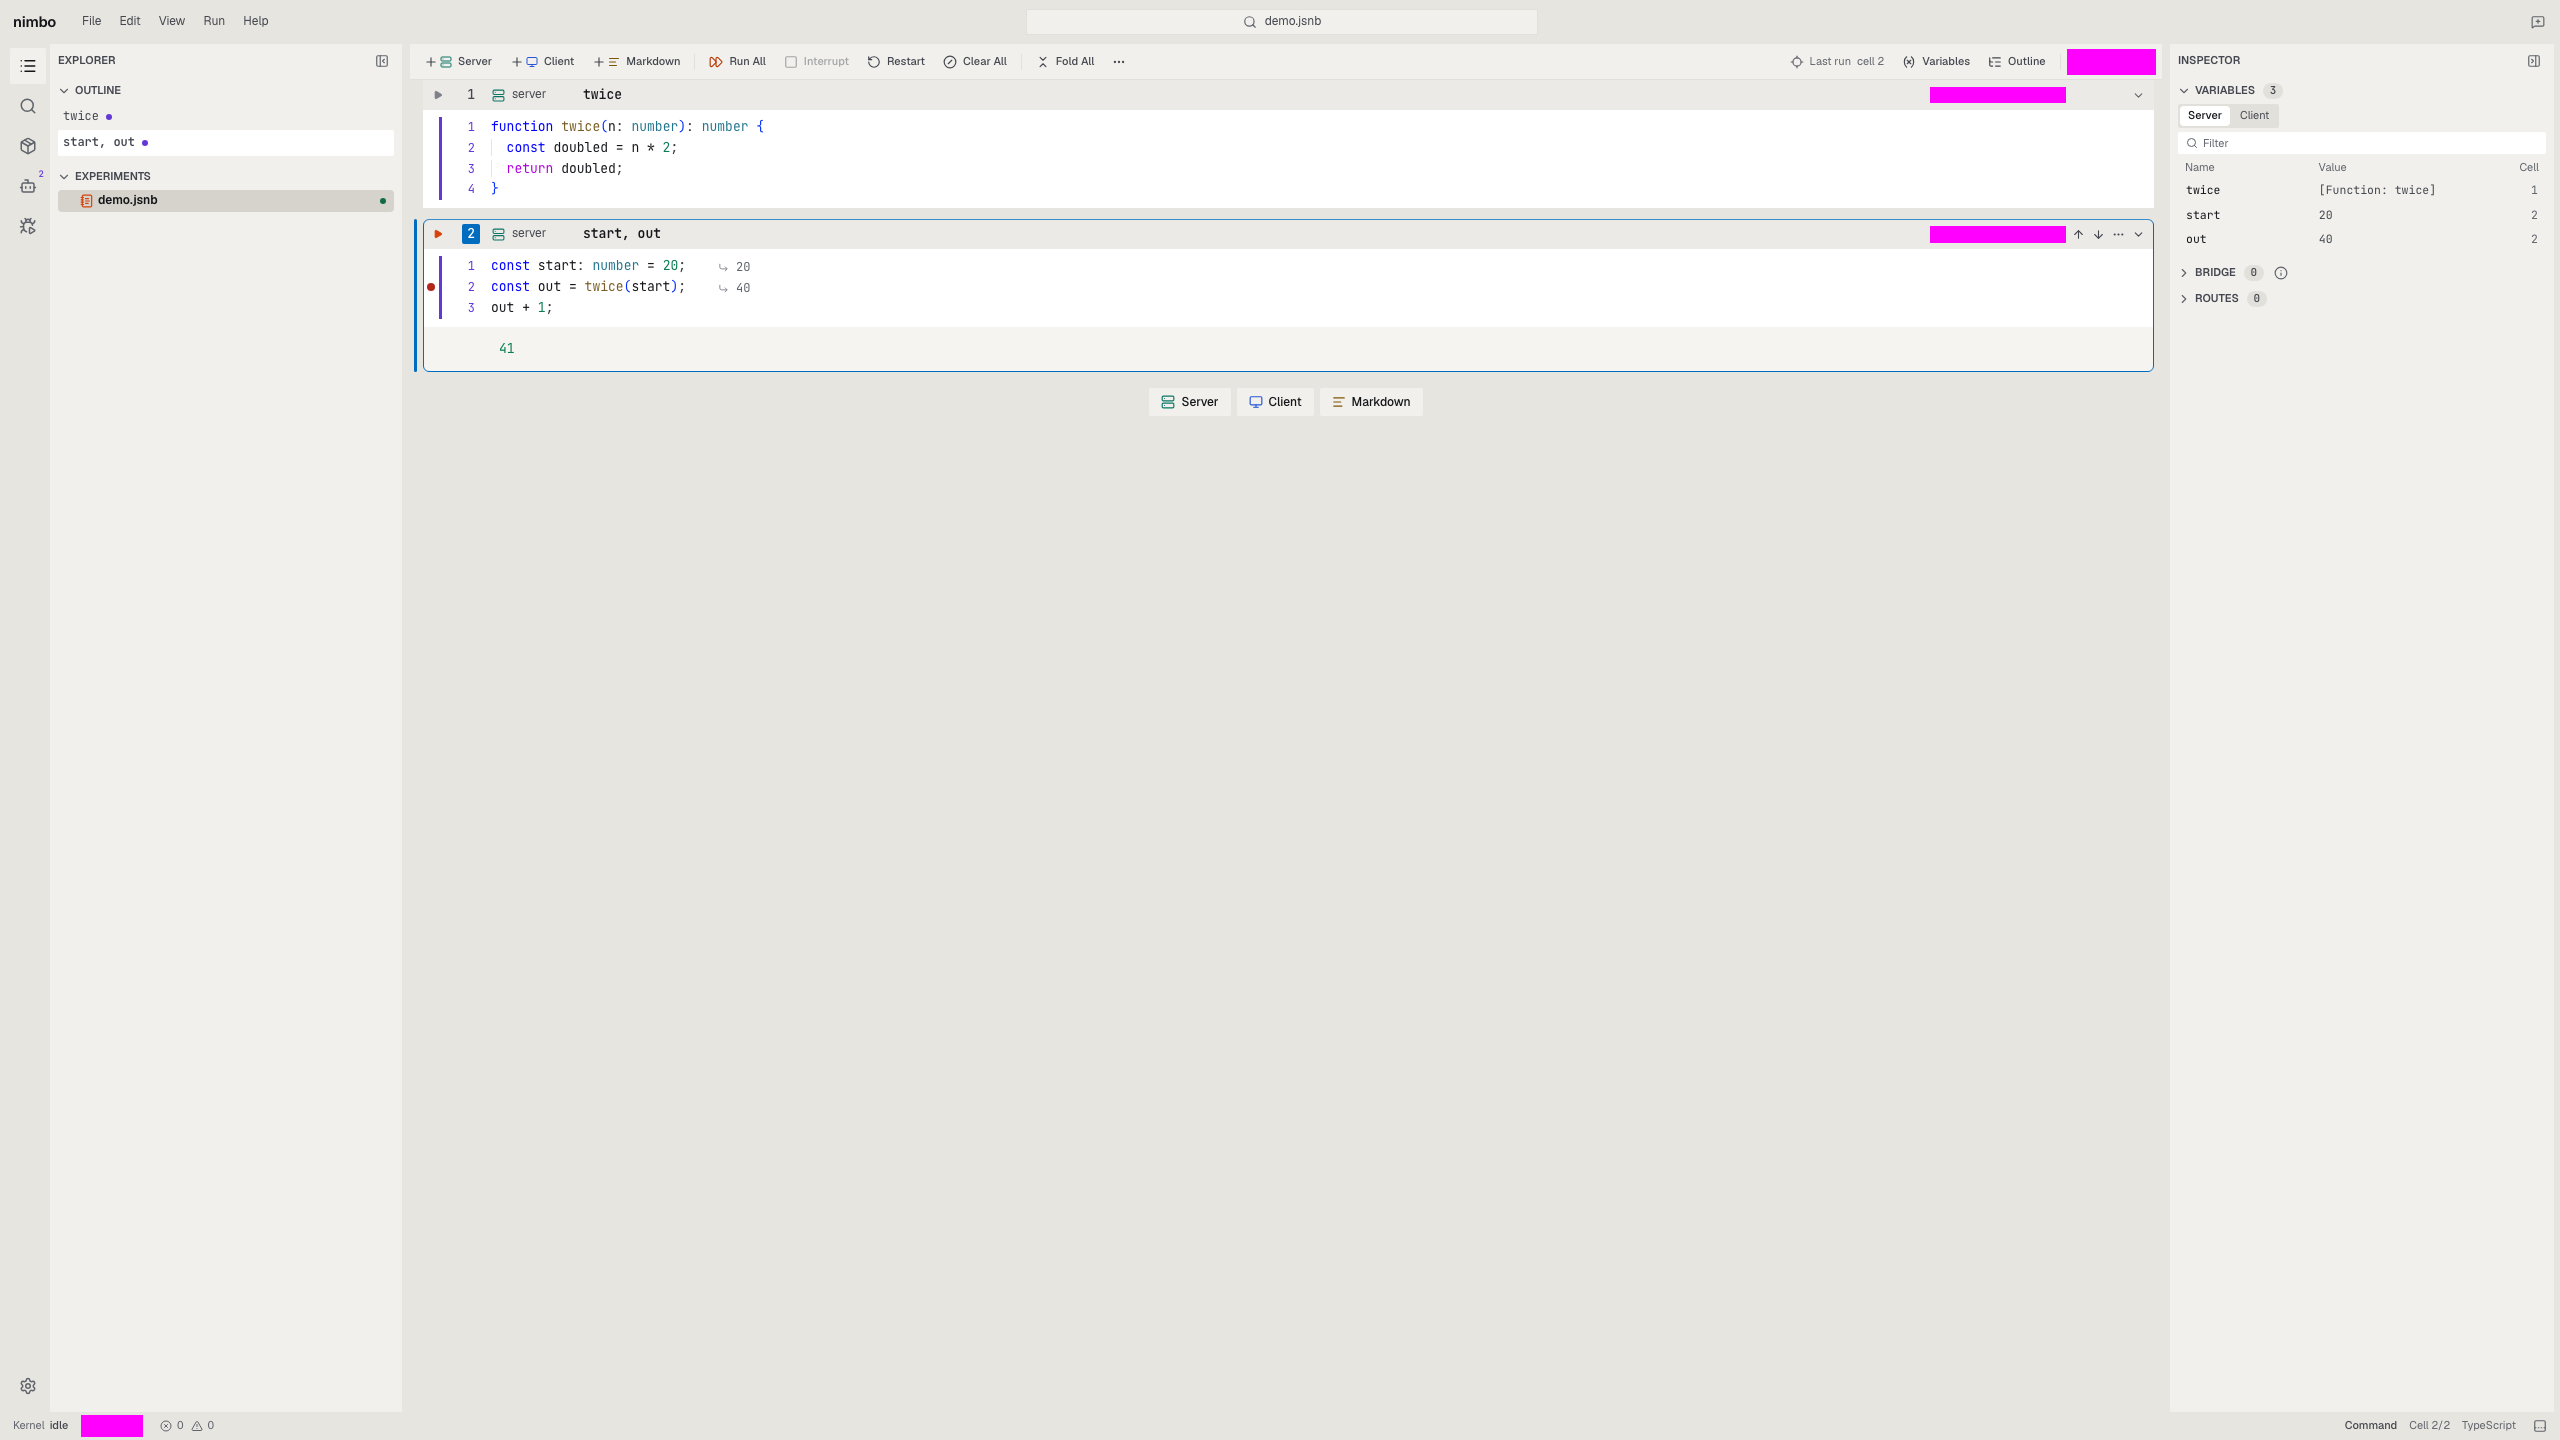 nimbo File Edit View Run Help demo.jsnb
EXPLORER
OUTLINE
twice
start, out
EXPERIMENTS
demo.jsnb
2
Server Client Markdown Run All Interrupt Restart Clear All Fold All Last run cell 2 Variables Outline
1 server twice
1 function twice(n: number): number {
2 const doubled = n * 2;
3 return doubled;
4 }
2 server start, out
1 const start: number = 20; 20
2 const out = twice(start); 40
3 out + 1;
41
Server Client Markdown
INSPECTOR
VARIABLES 3
Server Client
Filter
Name Value Cell
twice [Function: twice] 1
start 20 2
out 40 2
BRIDGE 0
ROUTES 0
Kernel idle 0 0 Command Cell 2/2 TypeScript